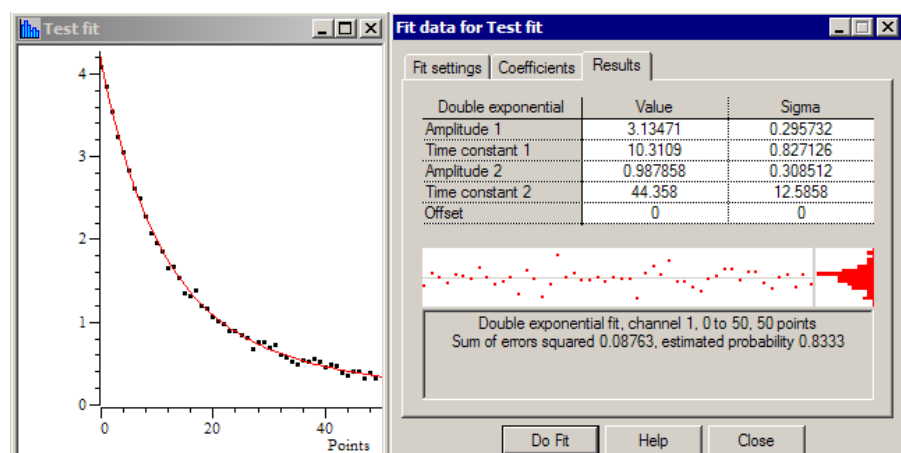 Test fit
4
3
2
1
0
0 20 40
Points
Fit data for Test fit
Fit settings Coefficients Results
Double exponential Value Sigma
Amplitude 1 3.13471 0.295732
Time constant 1 10.3109 0.827126
Amplitude 2 0.987858 0.308512
Time constant 2 44.358 12.5858
Offset 0 0
Double exponential fit, channel 1, 0 to 50, 50 points
Sum of errors squared 0.08763, estimated probability 0.8333
Do Fit Help Close